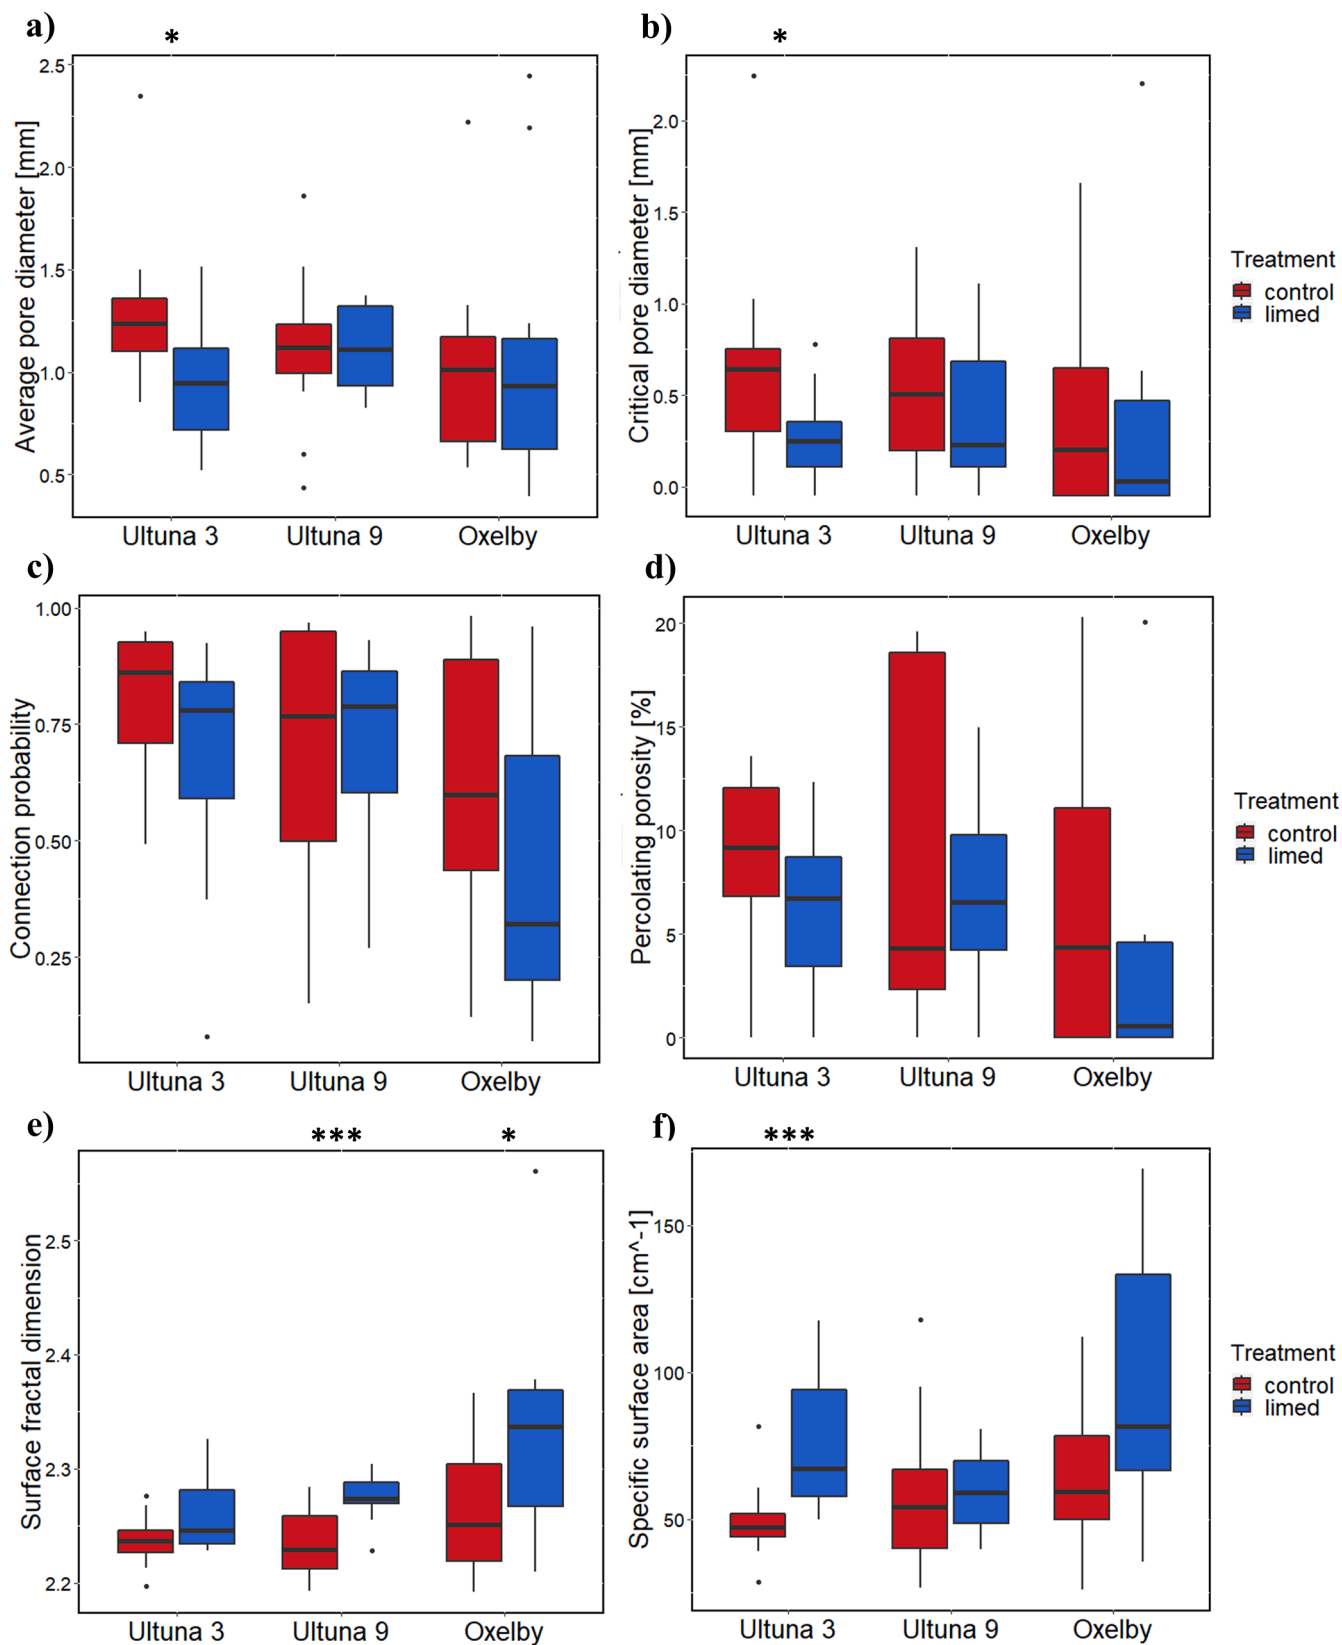 a)
*
Average pore diameter [mm]
2.5
2.0
1.5
1.0
0.5
Ultuna 3 Ultuna 9 Oxelby
b)
*
Critical pore diameter [mm]
2.0
1.5
1.0
0.5
0.0
Ultuna 3 Ultuna 9 Oxelby
Treatment
control
limed
c)
Connection probability
1.00
0.75
0.50
0.25
Ultuna 3 Ultuna 9 Oxelby
d)
Percolating porosity [%]
20
15
10
5
0
Ultuna 3 Ultuna 9 Oxelby
Treatment
control
limed
e)
*** *
Surface fractal dimension
2.5
2.4
2.3
2.2
Ultuna 3 Ultuna 9 Oxelby
f)
***
Specific surface area [cm^-1]
150
100
50
Ultuna 3 Ultuna 9 Oxelby
Treatment
control
limed